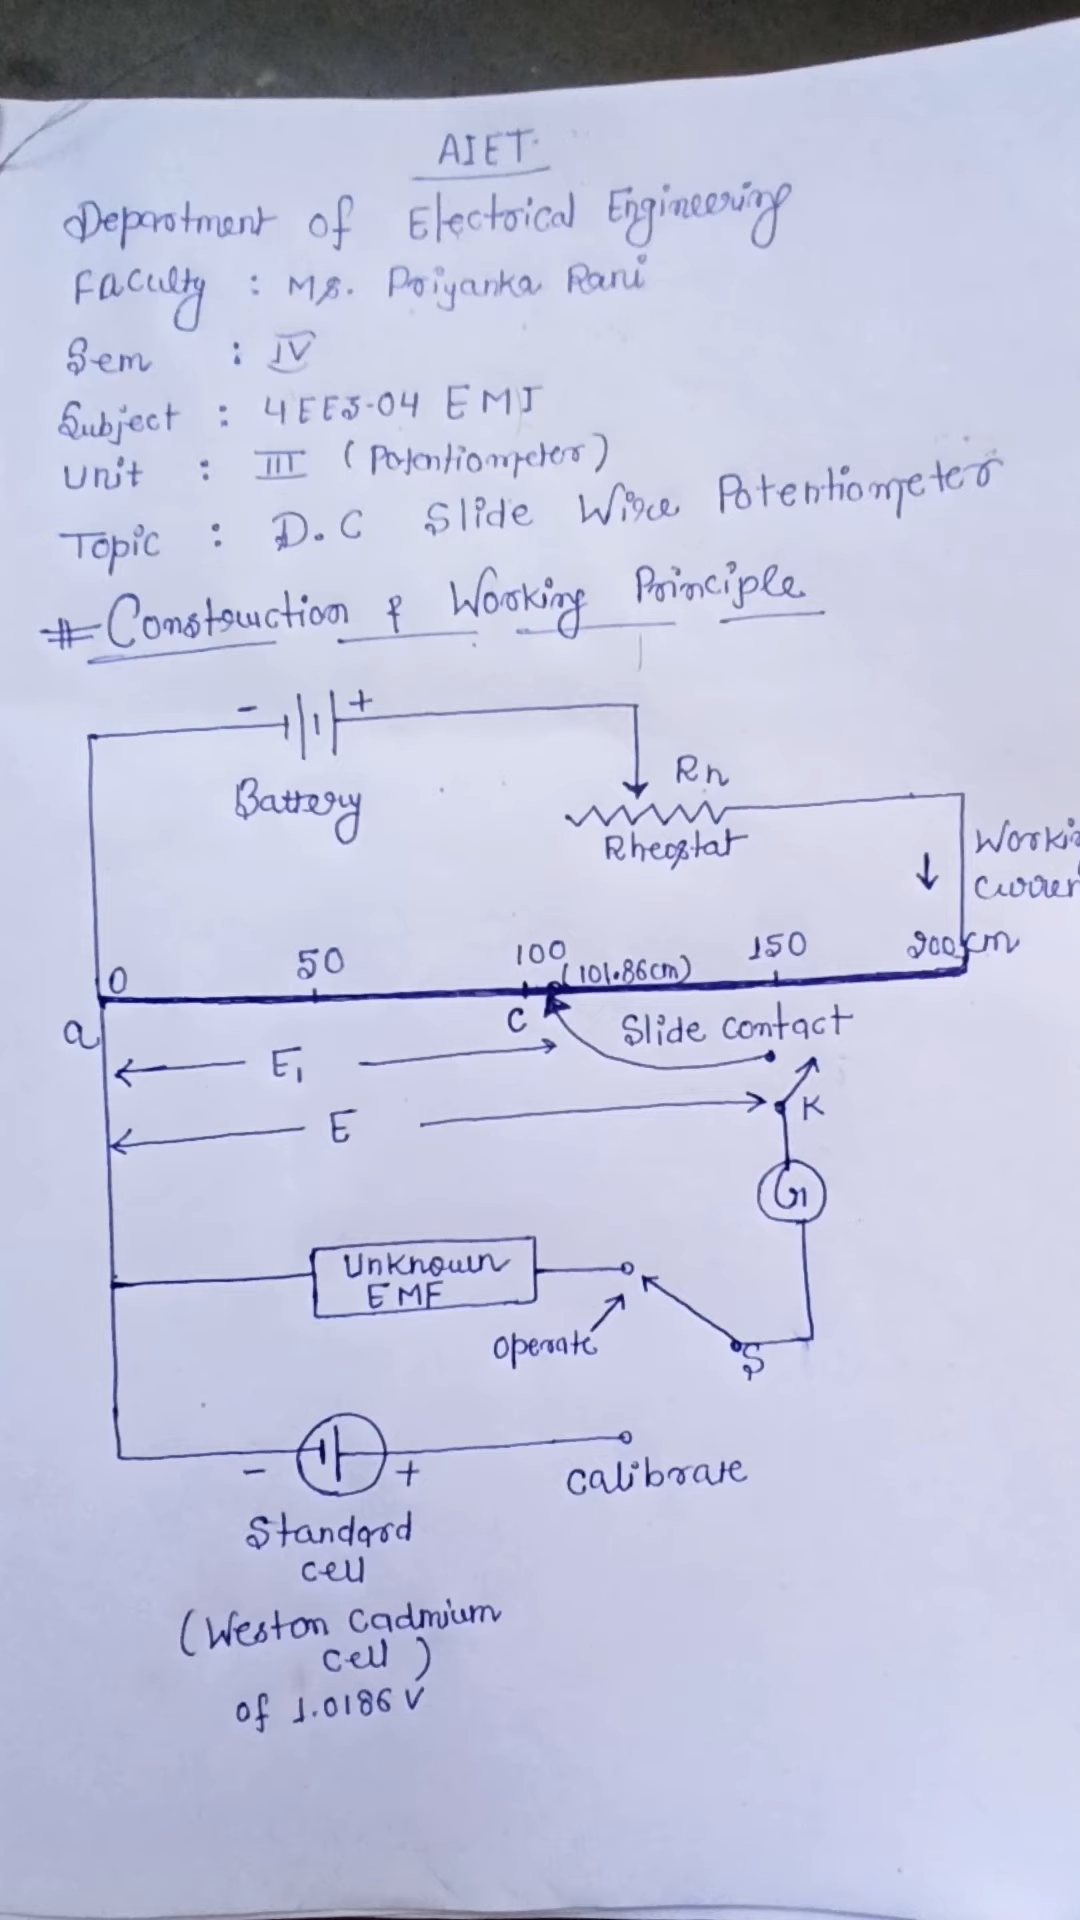 AIET.
Department of Electrical Engineering
Faculty : Ms. Priyanka Rani
Sem : IV
Subject : 4EE3-04 EMI
Unit : III (Potentiometer)
Topic : D.C Slide Wire Potentiometer
# Construction & Working Principle
- +
Battery
Rh
Rheostat
Working
Current
0 50 100 (101.86cm) 150 200cm
a C Slide Contact
E₁
E K
G
Unknown
EMF
Operate
S
- + Calibrate
Standard
cell
(Weston Cadmium
cell)
of 1.0186 V